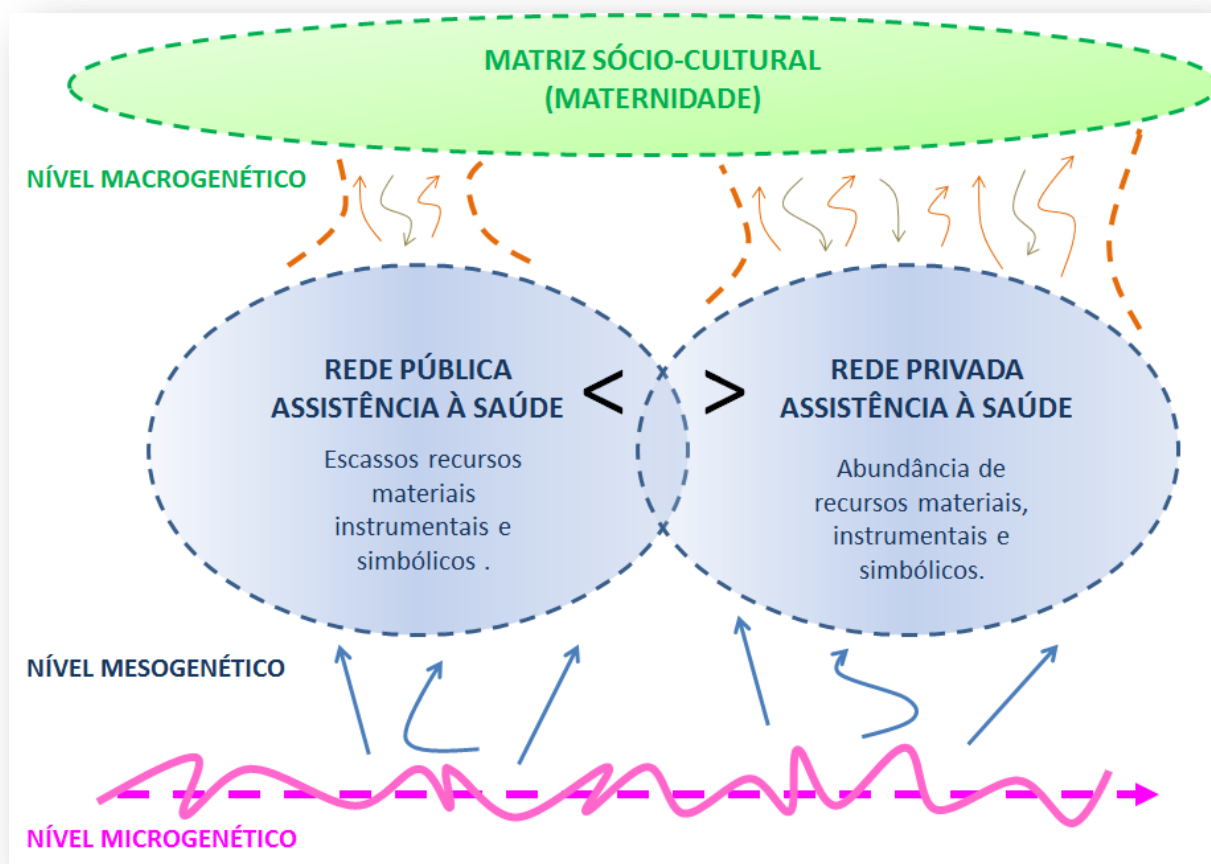 MATRIZ SÓCIO-CULTURAL
(MATERNIDADE)
NÍVEL MACROGENÉTICO
REDE PÚBLICA
ASSISTÊNCIA À SAÚDE
Escassos recursos
materiais
instrumentais e
simbólicos .
< >
REDE PRIVADA
ASSISTÊNCIA À SAÚDE
Abundância de
recursos materiais,
instrumentais e
simbólicos.
NÍVEL MESOGENÉTICO
NÍVEL MICROGENÉTICO